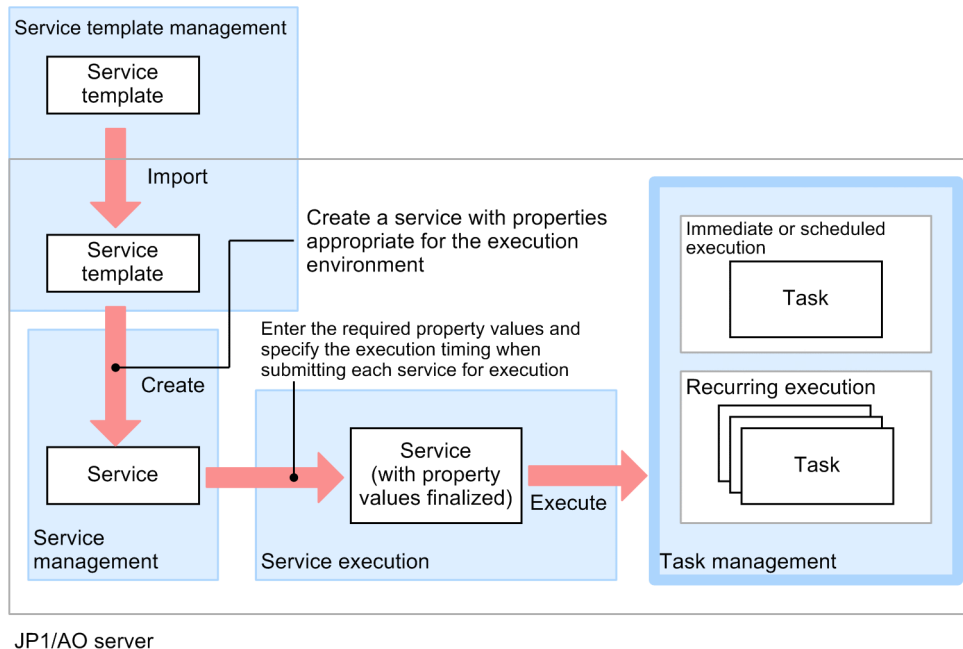 Service template management
Service
template
Import
Service
template
Create a service with properties
appropriate for the execution
environment
Create
Service
Service
management
Enter the required property values and
specify the execution timing when
submitting each service for execution
Service
(with property
values finalized)
Execute
Service execution
Immediate or scheduled
execution
Task
Recurring execution
Task
Task management
JP1/AO server